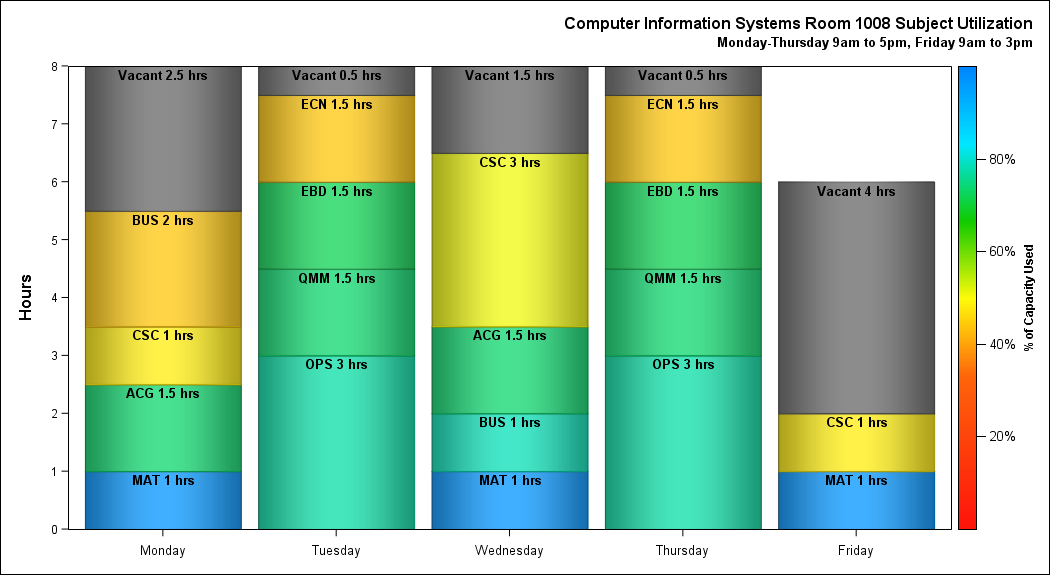 Computer Information Systems Room 1008 Subject Utilization
Monday-Thursday 9am to 5pm, Friday 9am to 3pm
Hours
8
7
6
5
4
3
2
1
0
Vacant 2.5 hrs
BUS 2 hrs
CSC 1 hrs
ACG 1.5 hrs
MAT 1 hrs
Monday
Vacant 0.5 hrs
ECN 1.5 hrs
EBD 1.5 hrs
QMM 1.5 hrs
OPS 3 hrs
Tuesday
Vacant 1.5 hrs
CSC 3 hrs
ACG 1.5 hrs
BUS 1 hrs
MAT 1 hrs
Wednesday
Vacant 0.5 hrs
ECN 1.5 hrs
EBD 1.5 hrs
QMM 1.5 hrs
OPS 3 hrs
Thursday
Vacant 4 hrs
CSC 1 hrs
MAT 1 hrs
Friday
80%
60%
40%
20%
% of Capacity Used